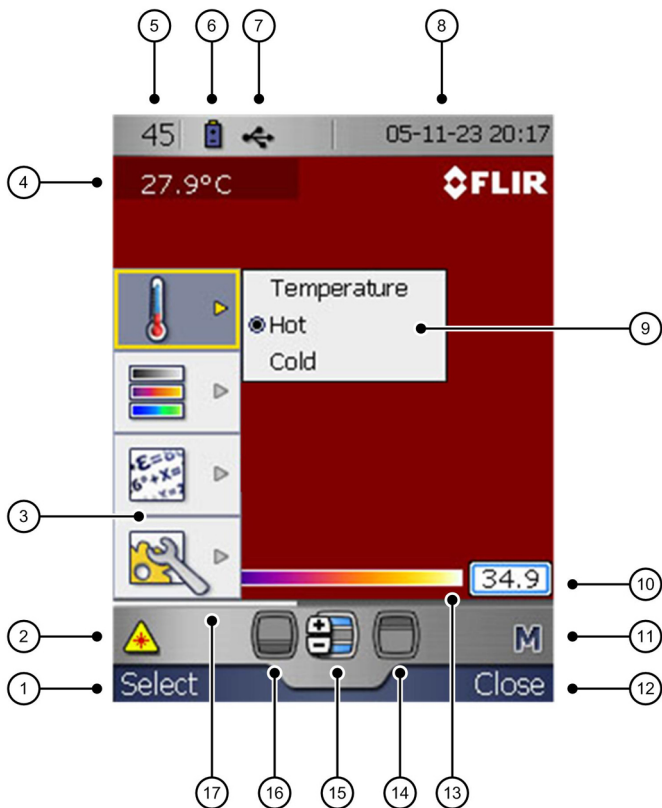 5 6 7 8
45 05-11-23 20:17
4 27.9°C FLIR
Temperature
Hot 9
Cold
3
34.9 10
2 M 11
1 Select Close 12
17 16 15 14 13